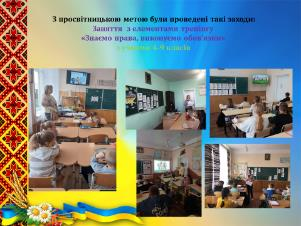 З просвітницькою метою були проведені такі заходи:
Заняття з елементами тренінгу
«Знаємо права, виконуємо обов'язки»
з учнями 4-9 класів